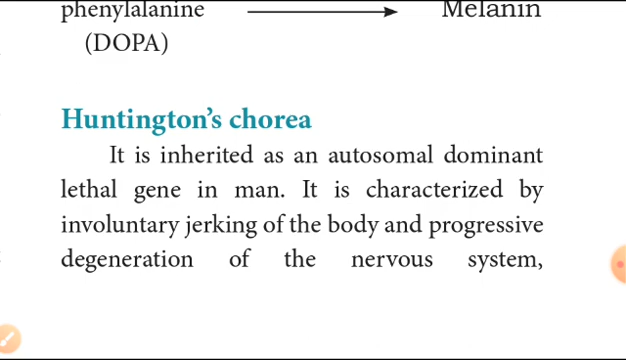 phenylalanine Melanin
(DOPA)
Huntington's chorea
It is inherited as an autosomal dominant
lethal gene in man. It is characterized by
involuntary jerking of the body and progressive
degeneration of the nervous system,